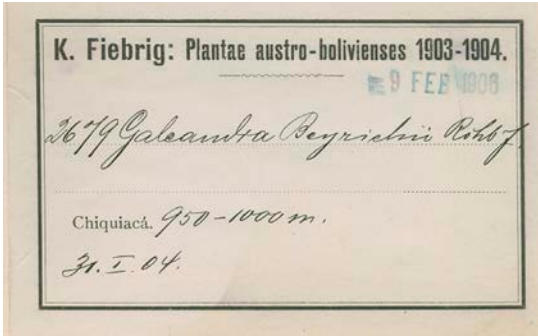 K. Fiebrig: Plantae austro-bolivienses 1903-1904.
9 FEB 1906
2679 Galeandra Beyrichii Rchb f.
Chiquiacá. 950-1000 m.
31. I. 04.